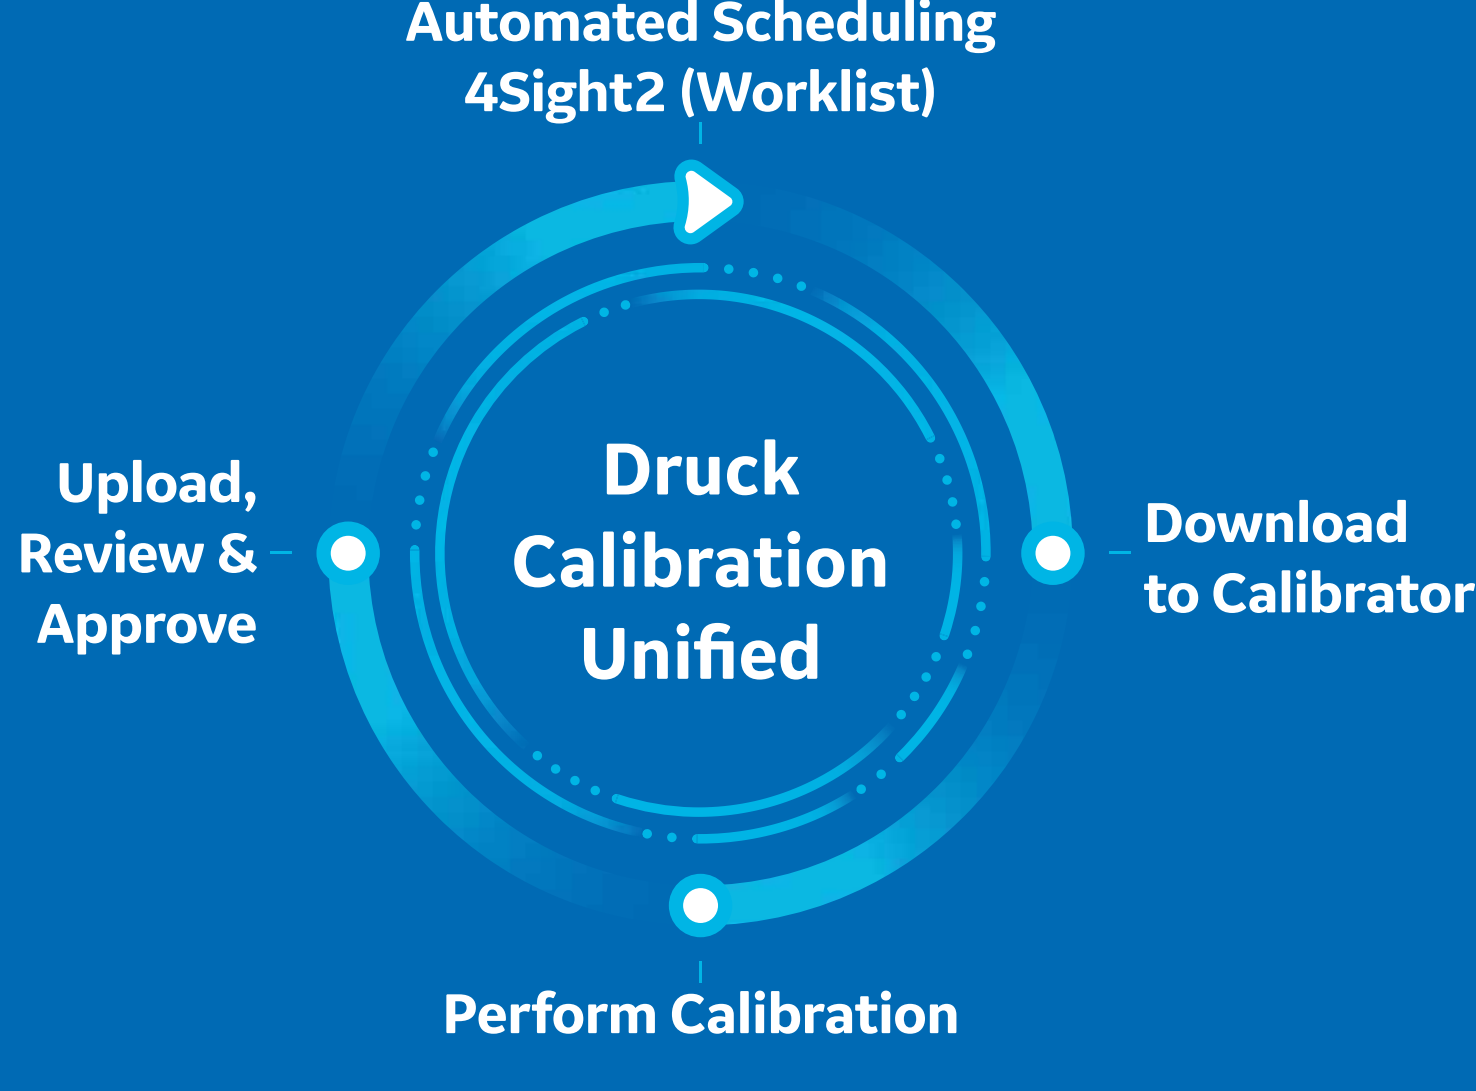 Automated Scheduling
4Sight2 (Worklist)
Druck
Calibration
Unified
Upload,
Review &
Approve
Download
to Calibrator
Perform Calibration